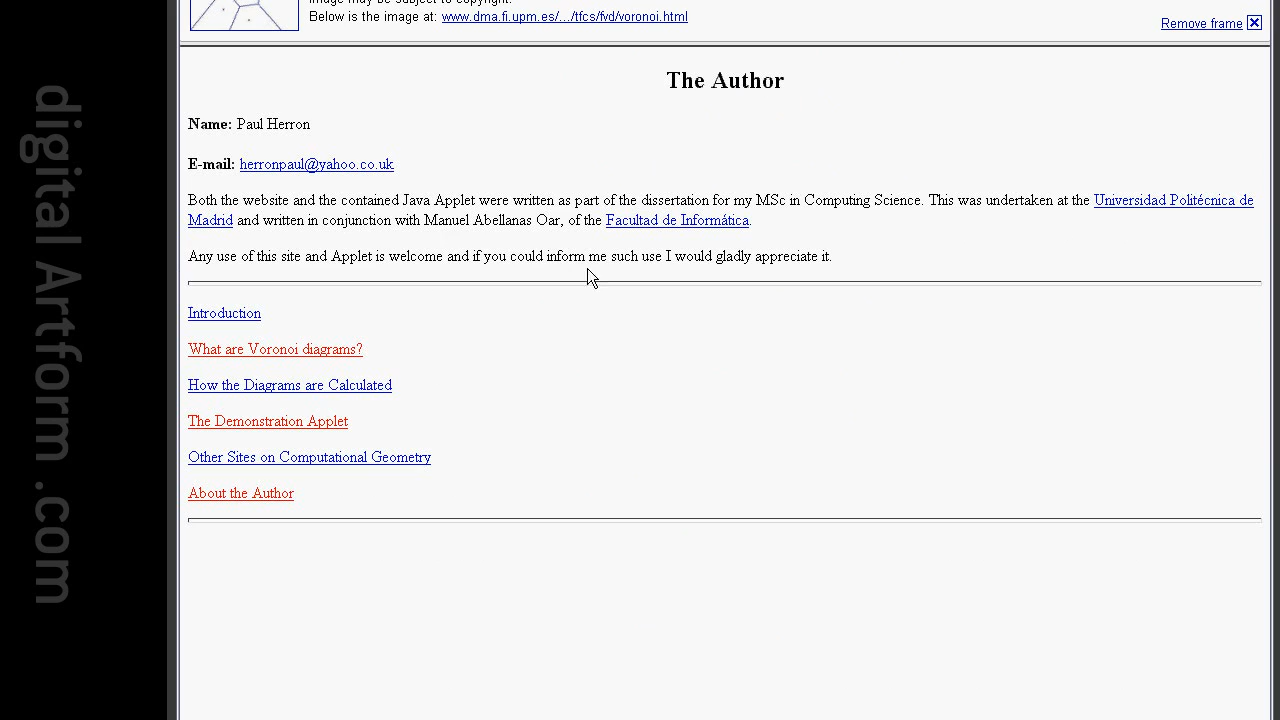 Below is the image at: www.dma.fi.upm.es/.../tfcs/fvd/voronoi.html
Remove frame
The Author
Name: Paul Herron
E-mail: herronpaul@yahoo.co.uk
Both the website and the contained Java Applet were written as part of the dissertation for my MSc in Computing Science. This was undertaken at the Universidad Politécnica de
Madrid and written in conjunction with Manuel Abellanas Oar, of the Facultad de Informática.
Any use of this site and Applet is welcome and if you could inform me such use I would gladly appreciate it.
Introduction
What are Voronoi diagrams?
How the Diagrams are Calculated
The Demonstration Applet
Other Sites on Computational Geometry
About the Author
digital Artform .com